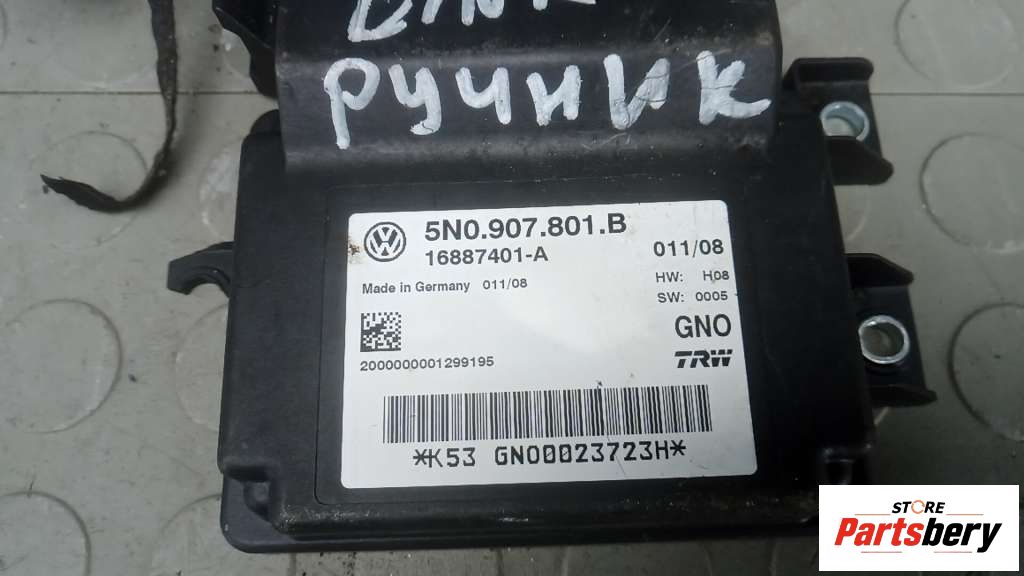 РУЧНИК
5N0.907.801.B
16887401-A
011/08
Made in Germany 011/08
HW: H08
SW: 0005
GNO
TRW
2000000001299195
*K53 GNO0023723H*
STORE
Partsbery